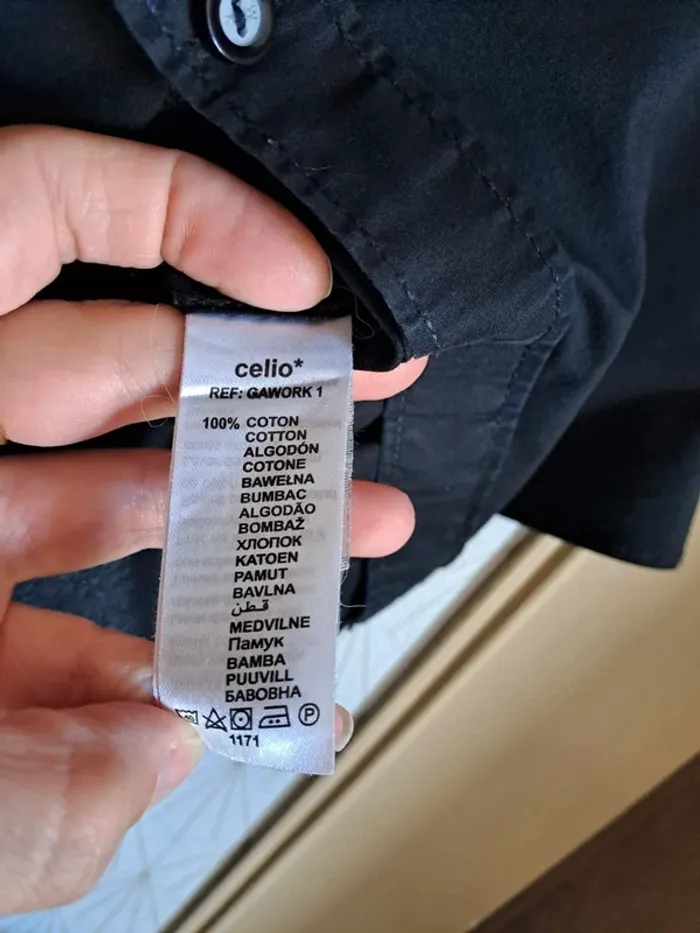 celio*
REF: GAWORK 1
100% COTON
COTTON
ALGODÓN
COTONE
BAWEŁNA
BUMBAC
ALGODÃO
BOMBAŽ
ХЛОПОК
KATOEN
PAMUT
BAVLNA
قطن
MEDVILNE
Памук
BAMBA
PUUVILL
БАВОВНА
P
1171